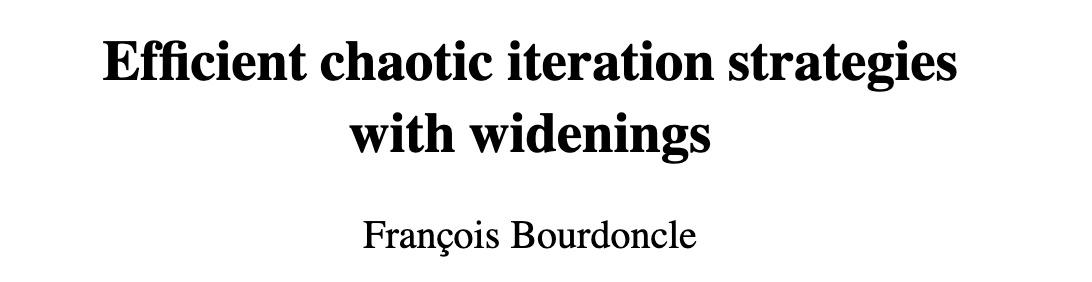 Efficient chaotic iteration strategies
with widenings
François Bourdoncle